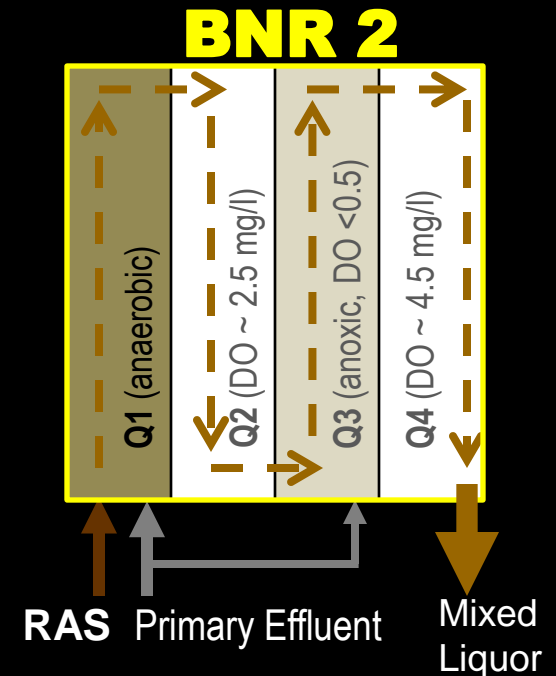 BNR 2
Q1 (anaerobic)
Q2 (DO ~ 2.5 mg/l)
Q3 (anoxic, DO <0.5)
Q4 (DO ~ 4.5 mg/l)
RAS
Primary Effluent
Mixed
Liquor